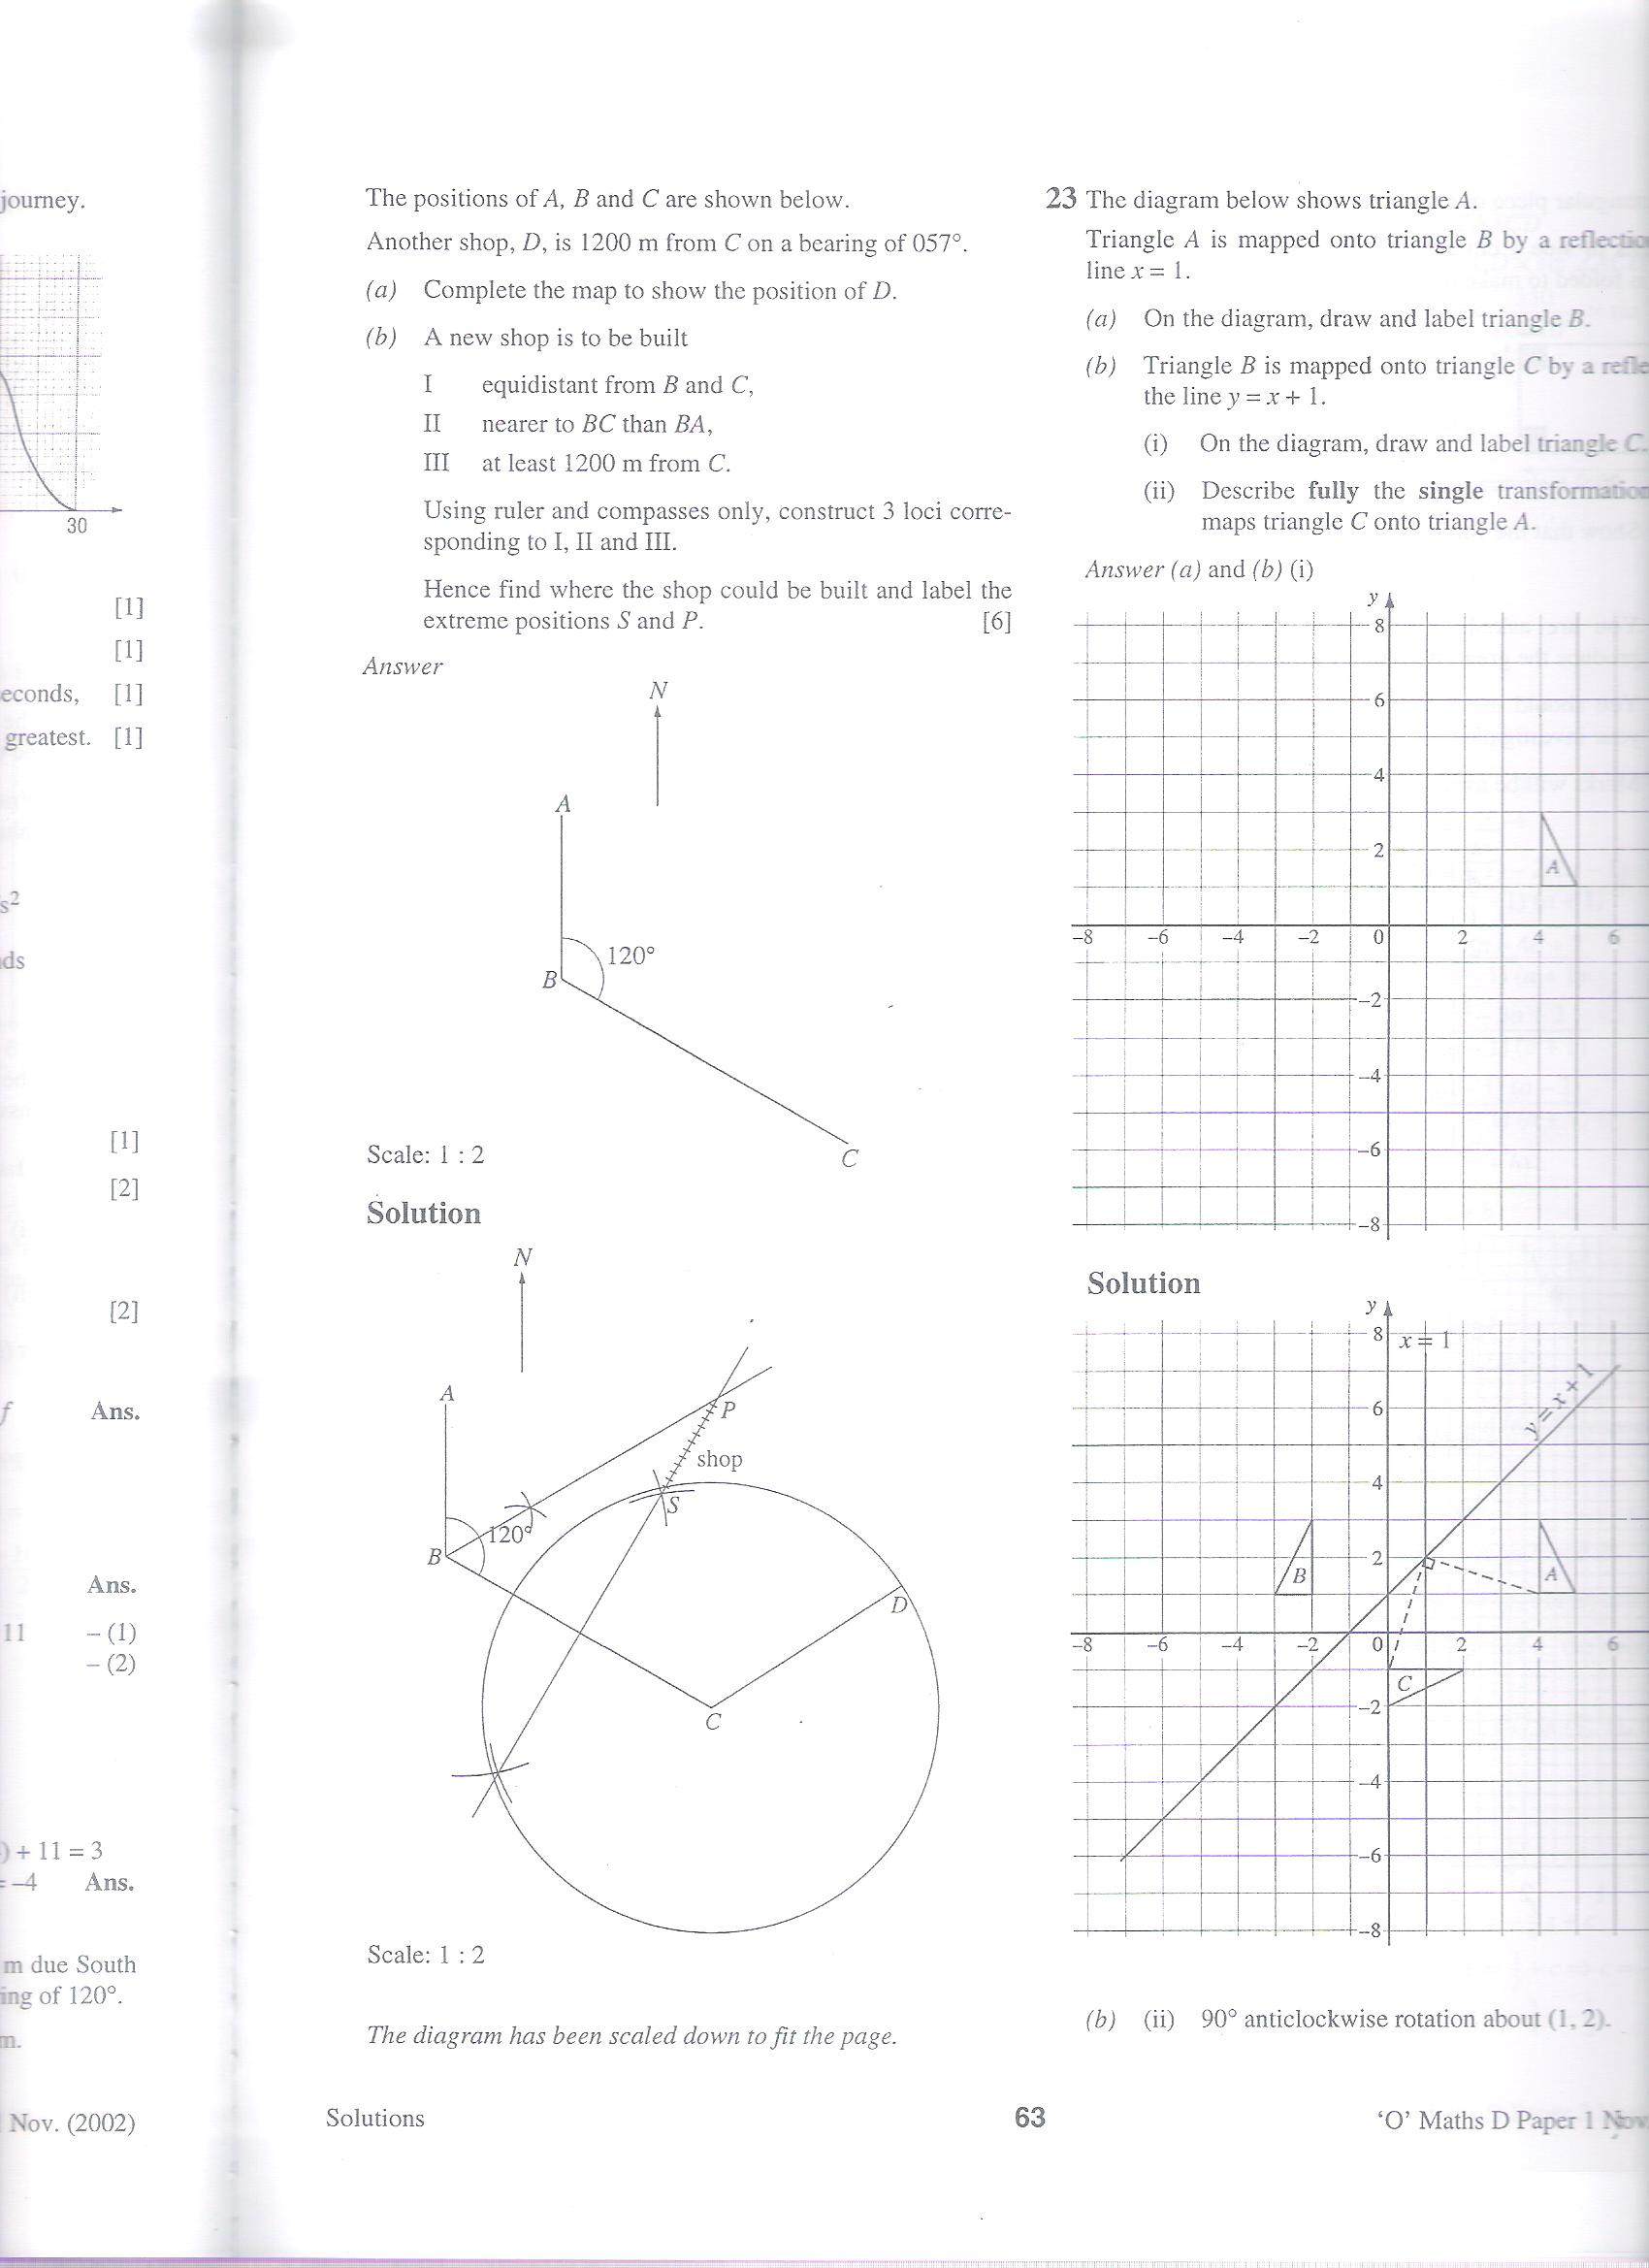 journey.
30
[1]
[1]
econds, [1]
greatest. [1]
s²
ds
[1]
[2]
[2]
f Ans.
Ans.
11 – (1)
– (2)
) + 11 = 3
= –4 Ans.
m due South
ing of 120°.
m.
Nov. (2002)
The positions of A, B and C are shown below.
Another shop, D, is 1200 m from C on a bearing of 057°.
(a) Complete the map to show the position of D.
(b) A new shop is to be built
I equidistant from B and C,
II nearer to BC than BA,
III at least 1200 m from C.
Using ruler and compasses only, construct 3 loci corre-
sponding to I, II and III.
Hence find where the shop could be built and label the
extreme positions S and P. [6]
Answer
N
A
120°
B
C
Scale: 1 : 2
Solution
N
A
P
shop
S
120°
B
D
C
Scale: 1 : 2
The diagram has been scaled down to fit the page.
Solutions
63
23 The diagram below shows triangle A.
Triangle A is mapped onto triangle B by a reflectio
line x = 1.
(a) On the diagram, draw and label triangle B.
(b) Triangle B is mapped onto triangle C by a refle
the line y = x + 1.
(i) On the diagram, draw and label triangle C.
(ii) Describe fully the single transformation
maps triangle C onto triangle A.
Answer (a) and (b) (i)
y
8
6
4
2
A
–8 –6 –4 –2 0 2 4 6
–2
–4
–6
–8
Solution
y
8 x = 1
y = x + 1
6
4
2
B A
–8 –6 –4 –2 0 2 4 6
C
–2
–4
–6
–8
(b) (ii) 90° anticlockwise rotation about (1, 2).
‘O’ Maths D Paper 1 Nov